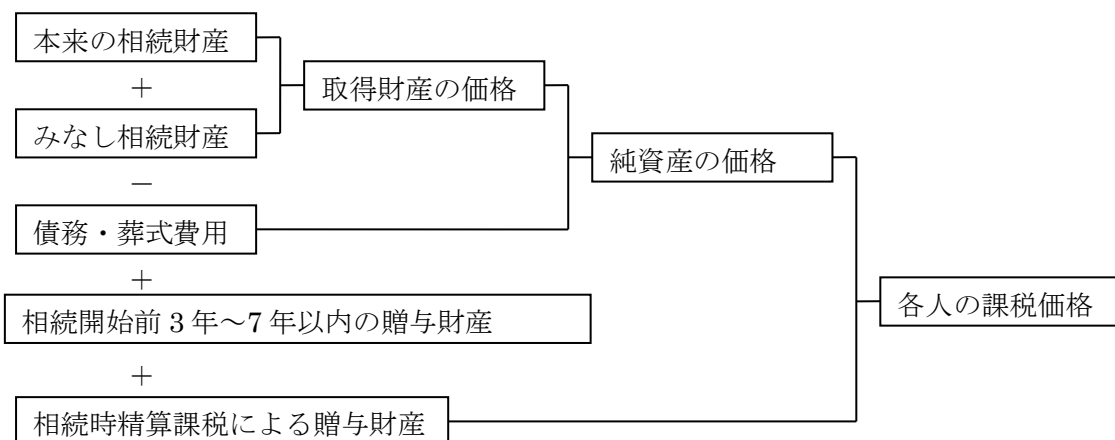 本来の相続財産
＋
取得財産の価格
みなし相続財産
－
純資産の価格
債務・葬式費用
＋
相続開始前3年～7年以内の贈与財産
各人の課税価格
＋
相続時精算課税による贈与財産